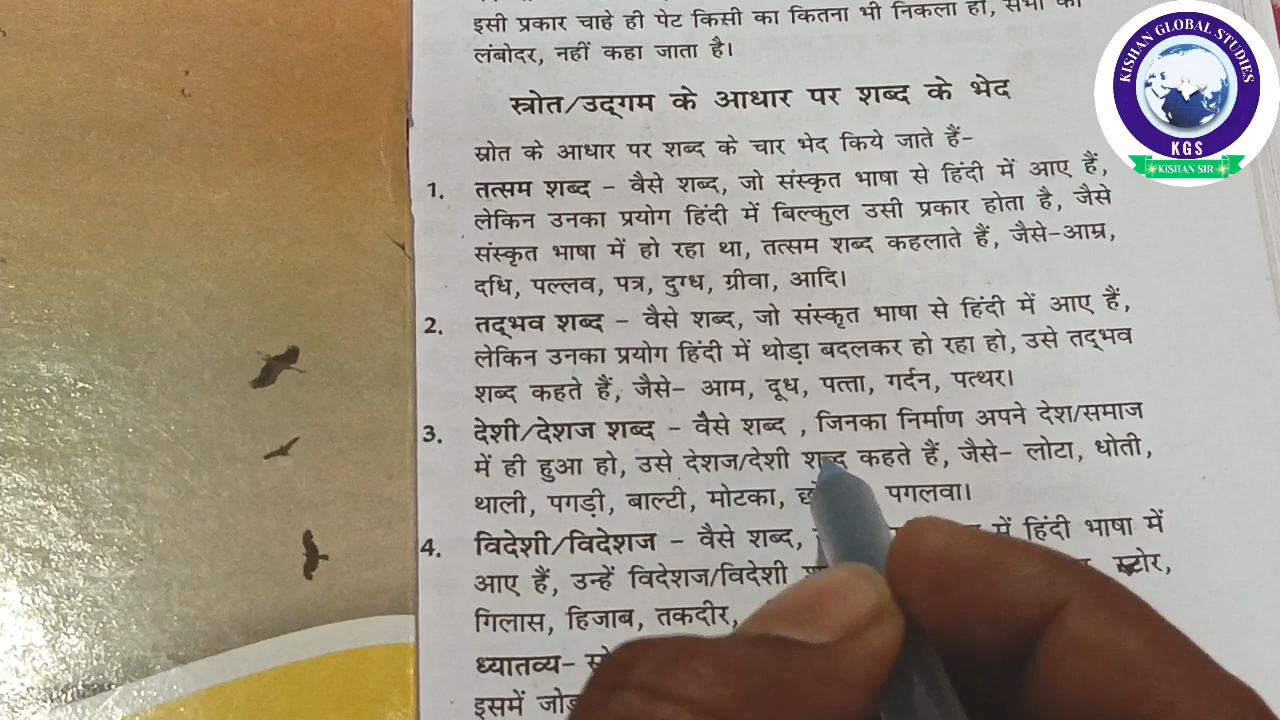 इसी प्रकार चाहे ही पेट किसी का कितना भी निकला हो, सभी को
लंबोदर, नहीं कहा जाता है।
स्त्रोत/उद्गम के आधार पर शब्द के भेद
स्रोत के आधार पर शब्द के चार भेद किये जाते हैं-
1. तत्सम शब्द - वैसे शब्द, जो संस्कृत भाषा से हिंदी में आए हैं,
लेकिन उनका प्रयोग हिंदी में बिल्कुल उसी प्रकार होता है, जैसे
संस्कृत भाषा में हो रहा था, तत्सम शब्द कहलाते हैं, जैसे-आम्र,
दधि, पल्लव, पत्र, दुग्ध, ग्रीवा, आदि।
2. तद्भव शब्द - वैसे शब्द, जो संस्कृत भाषा से हिंदी में आए हैं,
लेकिन उनका प्रयोग हिंदी में थोड़ा बदलकर हो रहा हो, उसे तद्भव
शब्द कहते हैं, जैसे- आम, दूध, पत्ता, गर्दन, पत्थर।
3. देशी/देशज शब्द - वैसे शब्द , जिनका निर्माण अपने देश/समाज
में ही हुआ हो, उसे देशज/देशी शब्द कहते हैं, जैसे- लोटा, धोती,
थाली, पगड़ी, बाल्टी, मोटका, पगलवा।
4. विदेशी/विदेशज - वैसे शब्द, में हिंदी भाषा में
आए हैं, उन्हें विदेशज/विदेशी स्टोर,
गिलास, हिजाब, तकदीर,
ध्यातव्य-
इसमें
KISHAN GLOBAL STUDIES
KGS
KISHAN SIR